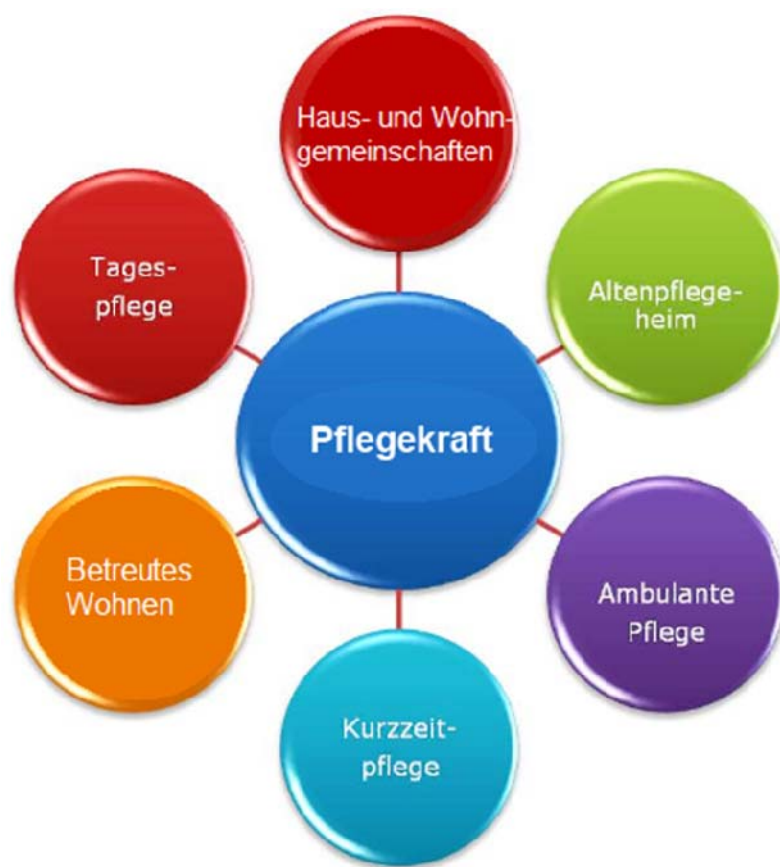 Haus- und Wohn-
gemeinschaften
Tages-
pflege
Altenpflege-
heim
Pflegekraft
Betreutes
Wohnen
Ambulante
Pflege
Kurzzeit-
pflege